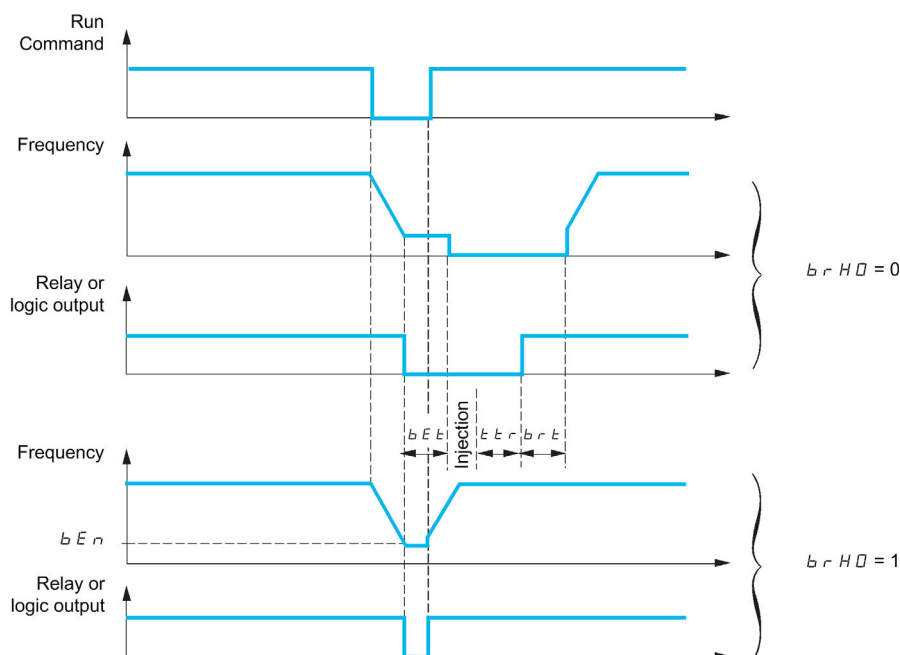 Run
Command
Frequency
Relay or
logic output
brH0 = 0
bEt
Injection
ttr
brt
Frequency
bEn
Relay or
logic output
brH0 = 1